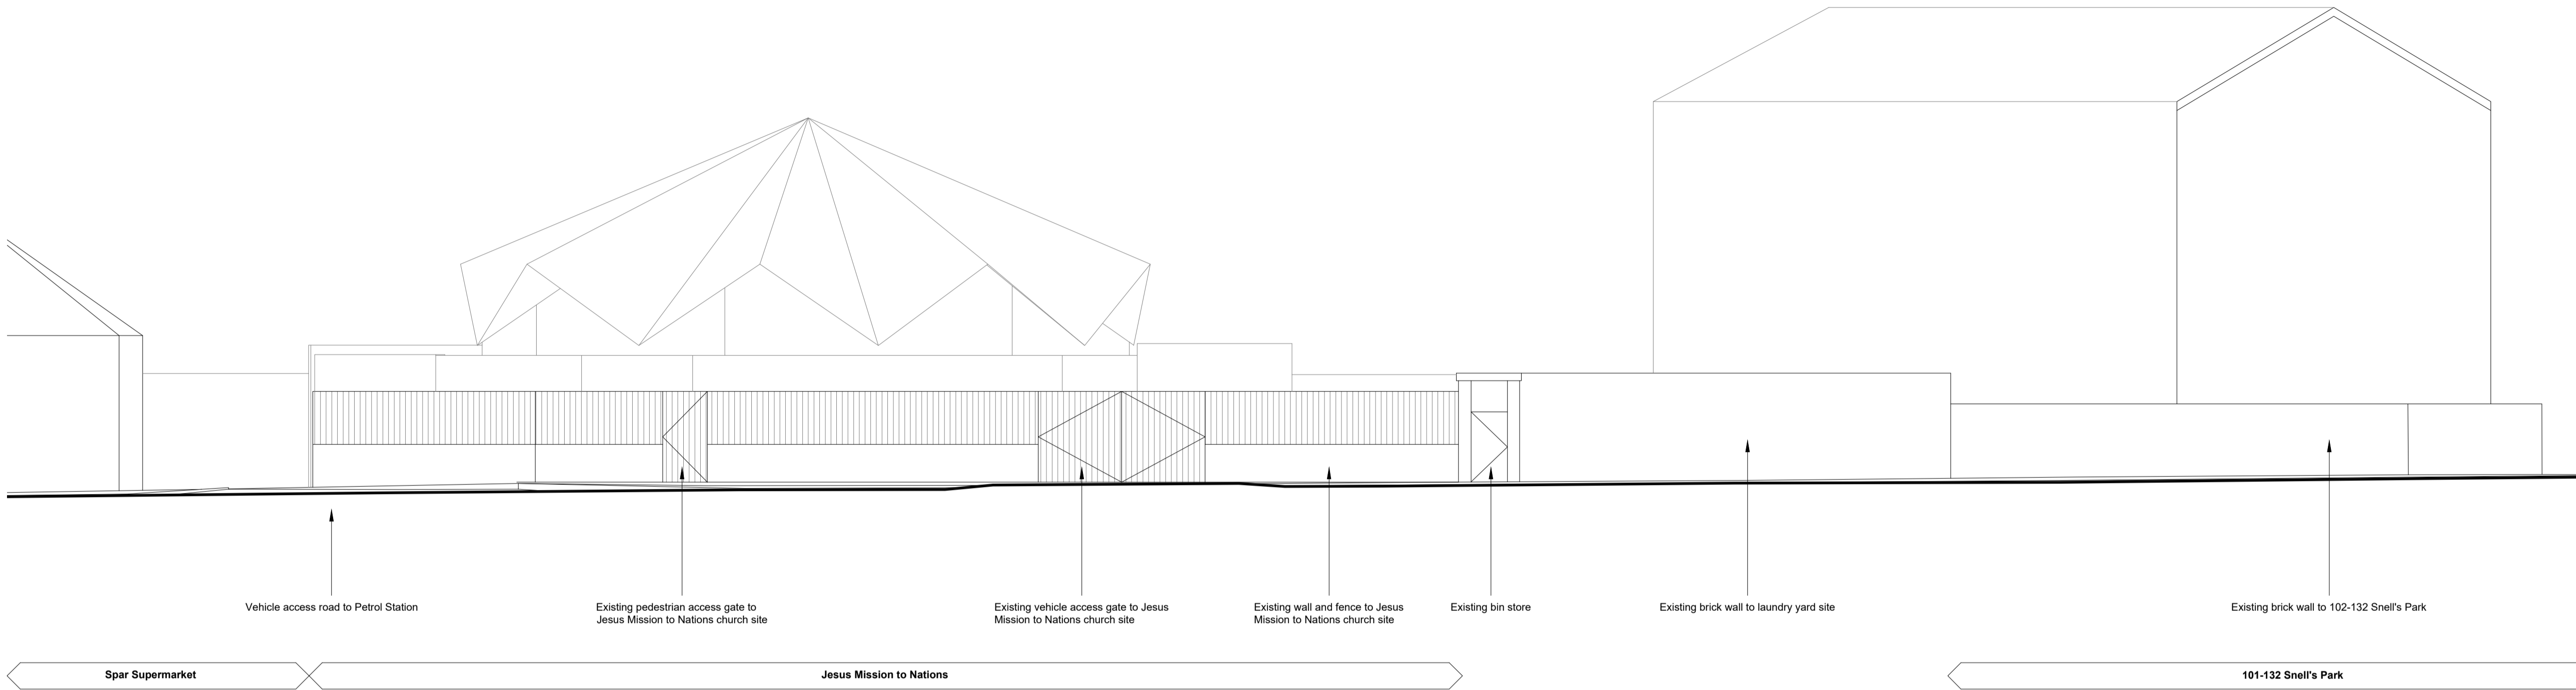 Vehicle access road to Petrol Station
Existing pedestrian access gate to
Jesus Mission to Nations church site
Existing vehicle access gate to Jesus
Mission to Nations church site
Existing wall and fence to Jesus
Mission to Nations church site
Existing bin store
Existing brick wall to laundry yard site
Existing brick wall to 102-132 Snell's Park
Spar Supermarket
Jesus Mission to Nations
101-132 Snell's Park